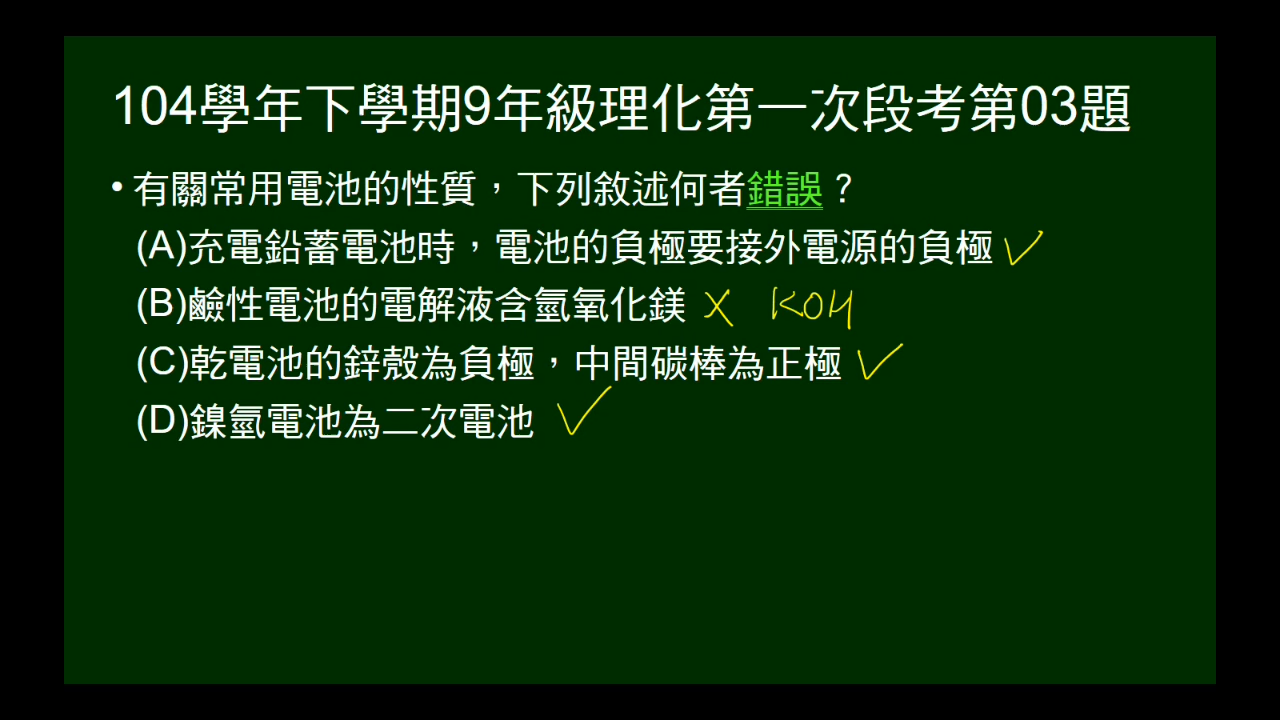 104學年下學期9年級理化第一次段考第03題
• 有關常用電池的性質，下列敘述何者錯誤？
(A)充電鉛蓄電池時，電池的負極要接外電源的負極 ✓
(B)鹼性電池的電解液含氫氧化鎂 X KOH
(C)乾電池的鋅殼為負極，中間碳棒為正極 ✓
(D)鎳氫電池為二次電池 ✓